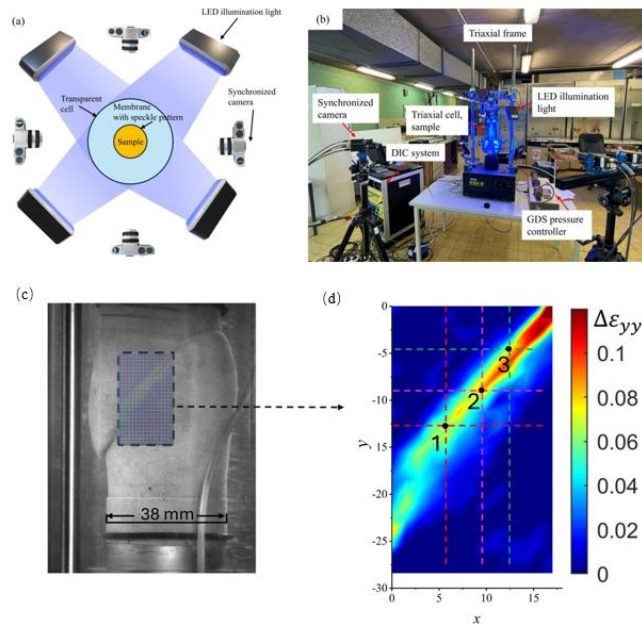 (a)
LED illumination light
Transparent
cell
Membrane
with speckle pattern
Sample
Synchronized
camera
(b)
Triaxial frame
Synchronized
camera
Triaxial cell,
sample
LED illumination
light
DIC system
GDS pressure
controller
(c)
38 mm
(d)
Δεyy
0
-5
-10
-15
-20
-25
-30
y
1
2
3
0
5
10
15
x
0.1
0.08
0.06
0.04
0.02
0